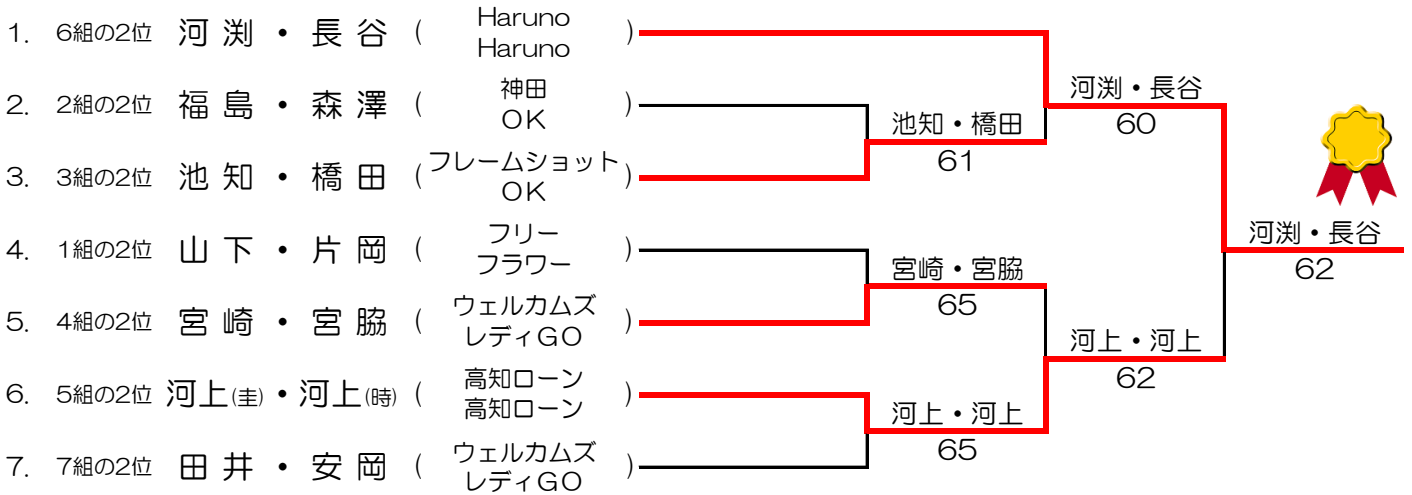 1. 6組の2位 河渕・長谷 ( Haruno
Haruno )
2. 2組の2位 福島・森澤 ( 神田
OK )
3. 3組の2位 池知・橋田 ( フレームショット
OK )
4. 1組の2位 山下・片岡 ( フリー
フラワー )
5. 4組の2位 宮崎・宮脇 ( ウェルカムズ
レディGO )
6. 5組の2位 河上(圭)・河上(時) ( 高知ローン
高知ローン )
7. 7組の2位 田井・安岡 ( ウェルカムズ
レディGO )
池知・橋田
61
宮崎・宮脇
65
河上・河上
65
河渕・長谷
60
河上・河上
62
河渕・長谷
62